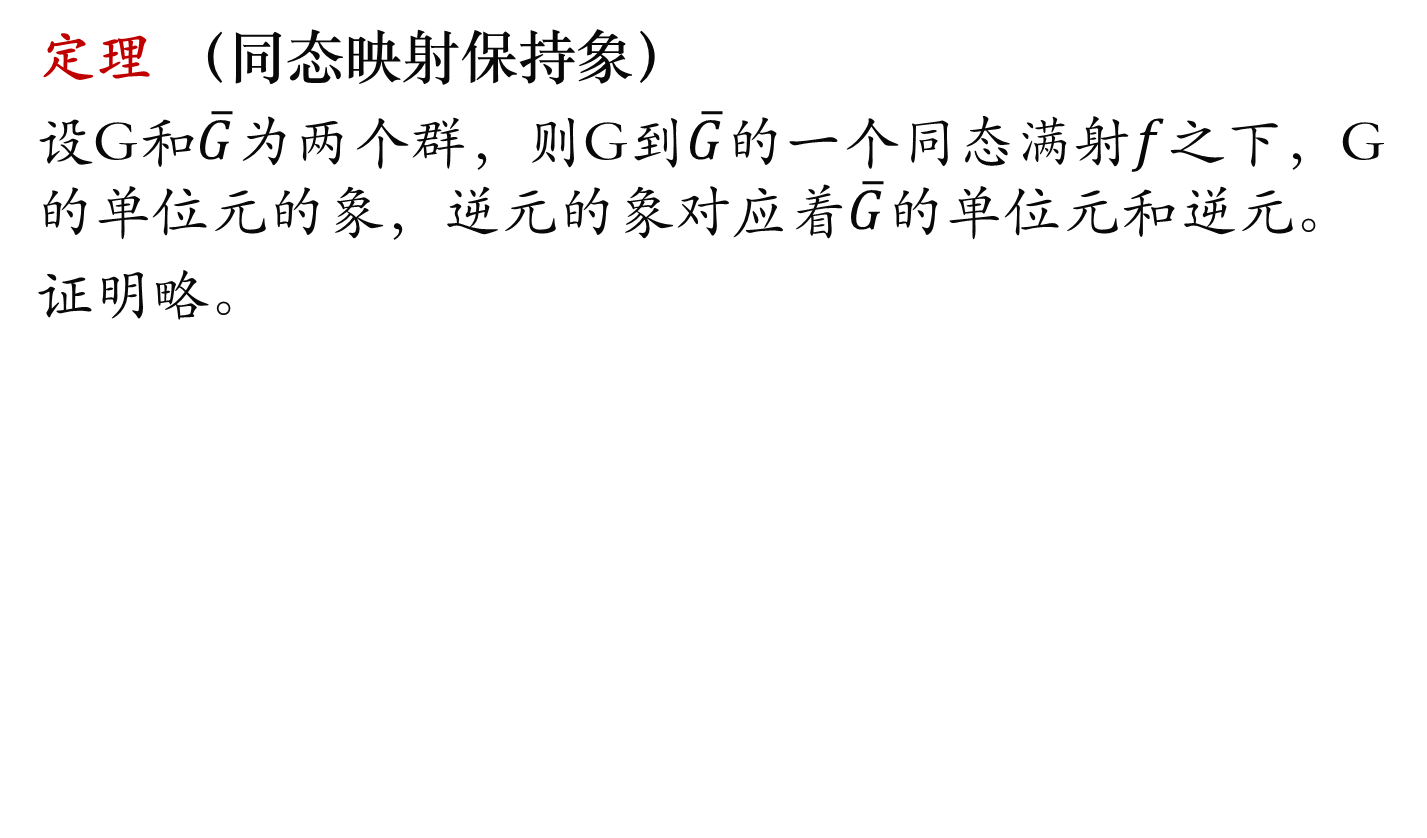 定理 （同态映射保持象）
设G和Ḡ为两个群，则G到Ḡ的一个同态满射f之下，G
的单位元的象，逆元的象对应着Ḡ的单位元和逆元。
证明略。